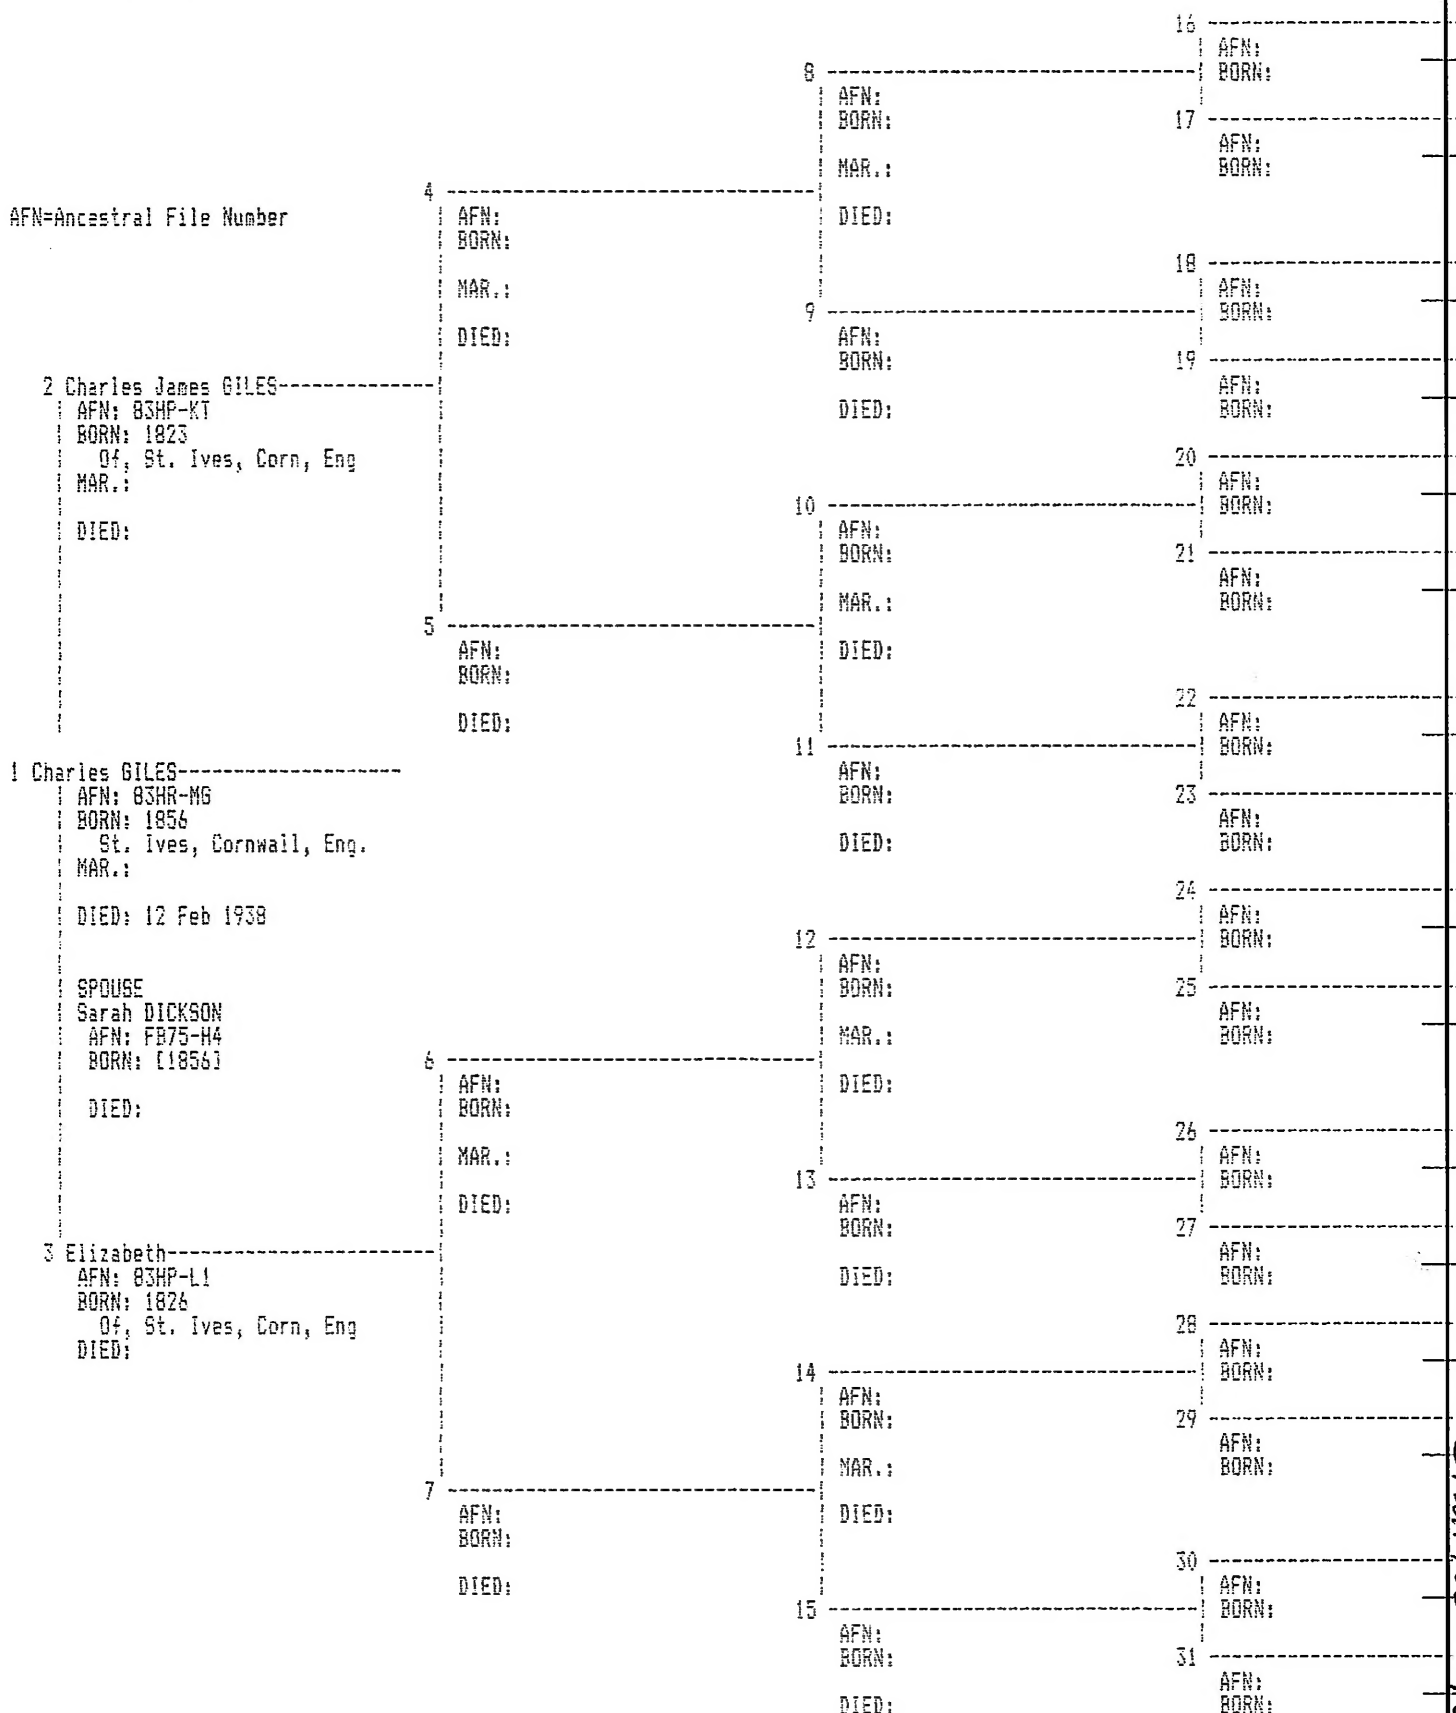 AFN=Ancestral File Number
2 Charles James GILES
AFN: 83HP-KT
BORN: 1823
Of, St. Ives, Corn, Eng
MAR.:
DIED:
1 Charles GILES
AFN: 83HR-MG
BORN: 1856
St. Ives, Cornwall, Eng.
MAR.:
DIED: 12 Feb 1938
SPOUSE
Sarah DICKSON
AFN: FB75-H4
BORN: [1856]
DIED:
3 Elizabeth
AFN: 83HP-L1
BORN: 1826
Of, St. Ives, Corn, Eng
DIED:
4
AFN:
BORN:
MAR.:
DIED:
5
AFN:
BORN:
DIED:
6
AFN:
BORN:
MAR.:
DIED:
7
AFN:
BORN:
DIED:
8
AFN:
BORN:
MAR.:
DIED:
9
AFN:
BORN:
DIED:
10
AFN:
BORN:
MAR.:
DIED:
11
AFN:
BORN:
DIED:
12
AFN:
BORN:
MAR.:
DIED:
13
AFN:
BORN:
DIED:
14
AFN:
BORN:
MAR.:
DIED:
15
AFN:
BORN:
DIED:
16
AFN:
BORN:
17
AFN:
BORN:
18
AFN:
BORN:
19
AFN:
BORN:
20
AFN:
BORN:
21
AFN:
BORN:
22
AFN:
BORN:
23
AFN:
BORN:
24
AFN:
BORN:
25
AFN:
BORN:
26
AFN:
BORN:
27
AFN:
BORN:
28
AFN:
BORN:
29
AFN:
BORN:
30
AFN:
BORN:
31
AFN:
BORN: